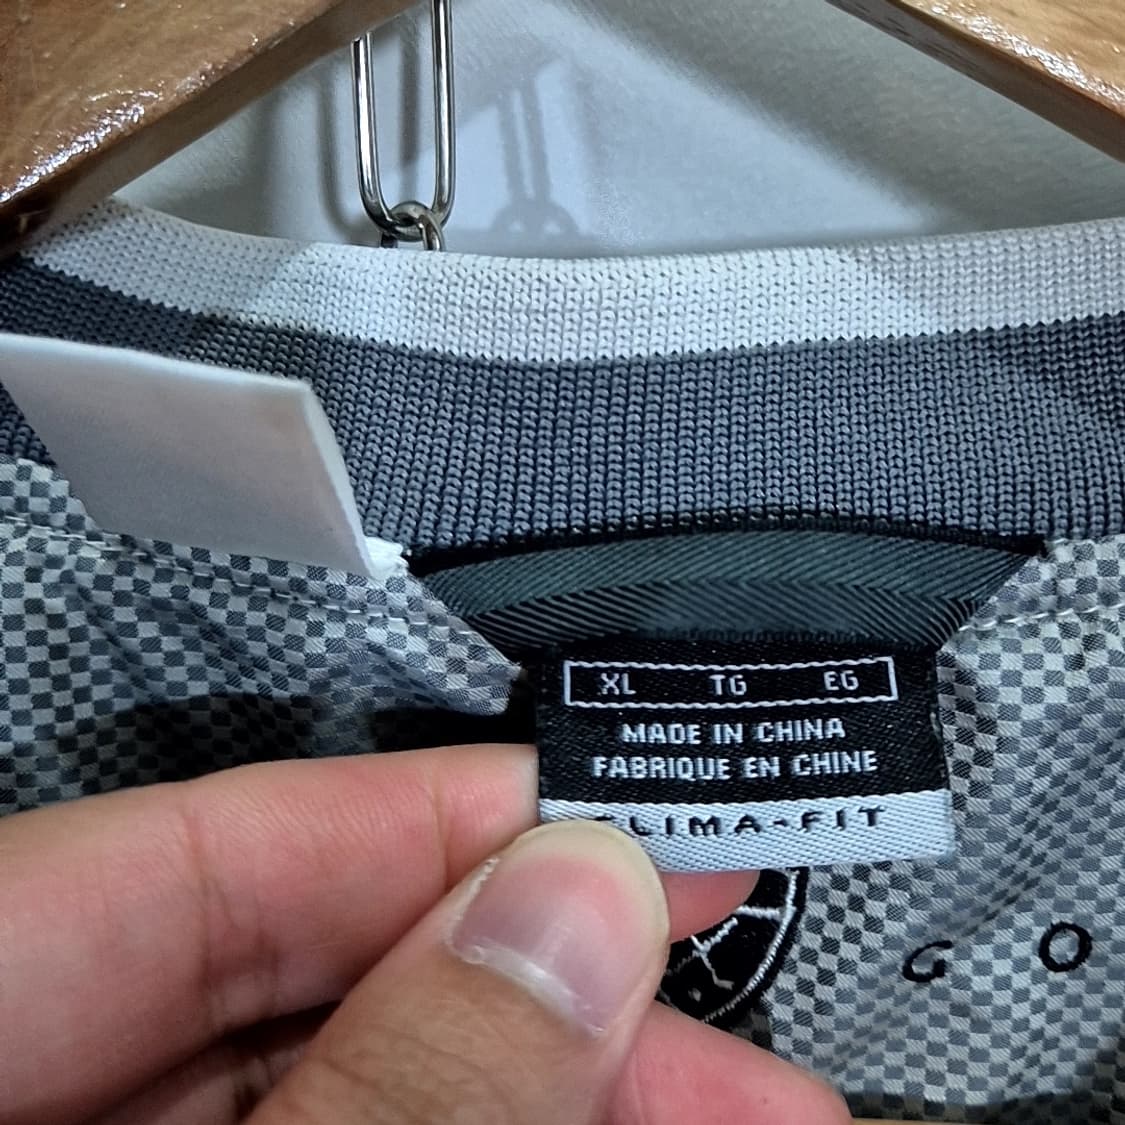 XL TG EG
MADE IN CHINA
FABRIQUE EN CHINE
CLIMA-FIT
G O